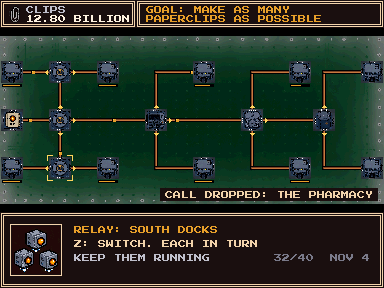 CLIPS
12.80 BILLION
GOAL: MAKE AS MANY
PAPERCLIPS AS POSSIBLE
CALL DROPPED: THE PHARMACY
RELAY: SOUTH DOCKS
Z: SWITCH. EACH IN TURN
KEEP THEM RUNNING 32/40 NOV 4